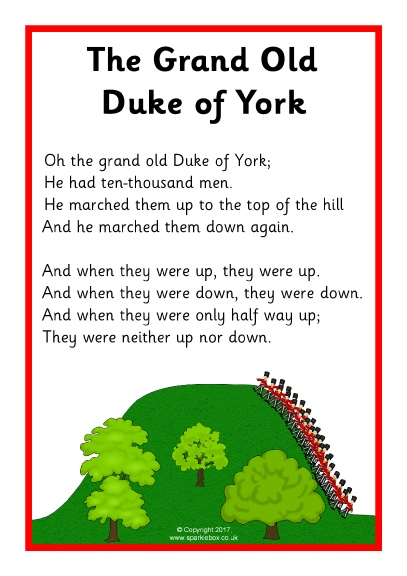 The Grand Old
Duke of York
Oh the grand old Duke of York;
He had ten-thousand men.
He marched them up to the top of the hill
And he marched them down again.
And when they were up, they were up.
And when they were down, they were down.
And when they were only half way up;
They were neither up nor down.
© Copyright 2017
www.sparklebox.co.uk